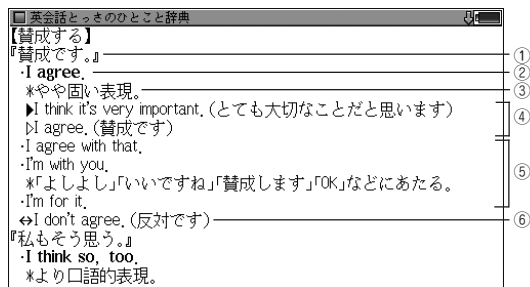 英会話とっさのひとこと辞典
【賛成する】
『賛成です。』 ①
·I agree. ②
*やや固い表現。 ③
▶I think it's very important.(とても大切なことだと思います) ④
▷I agree.(賛成です)
·I agree with that.
·I'm with you. ⑤
*「よしよし」「いいですね」「賛成します」「OK」などにあたる。
·I'm for it.
⇔I don't agree.(反対です) ⑥
『私もそう思う。』
·I think so, too.
*より口語的表現。